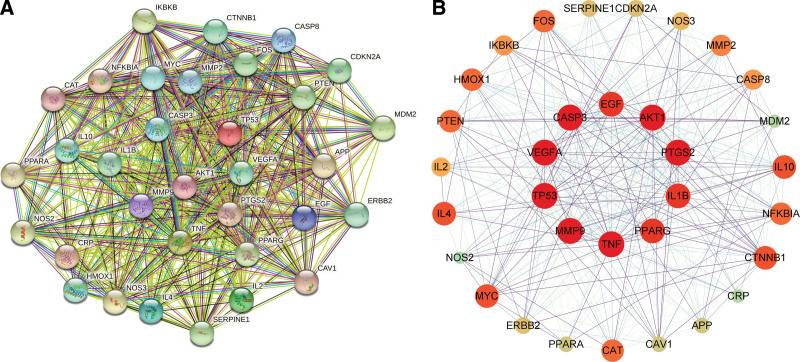 A
IKBKB
CTNNB1
CASP8
FOS
CDKN2A
NFKBIA
MYC
MMP2
CAT
PTEN
CASP3
TP53
MDM2
IL10
IL1B
VEGFA
APP
PPARA
AKT1
MMP9
PTGS2
EGF
ERBB2
NOS2
TNF
CRP
PPARG
HMOX1
NOS3
IL4
IL2
CAV1
SERPINE1
B
SERPINE1
CDKN2A
FOS
NOS3
IKBKB
MMP2
HMOX1
CASP8
EGF
CASP3
AKT1
PTEN
MDM2
VEGFA
PTGS2
IL2
IL10
TP53
IL1B
IL4
NFKBIA
MMP9
PPARG
TNF
NOS2
CTNNB1
MYC
CRP
ERBB2
APP
PPARA
CAV1
CAT